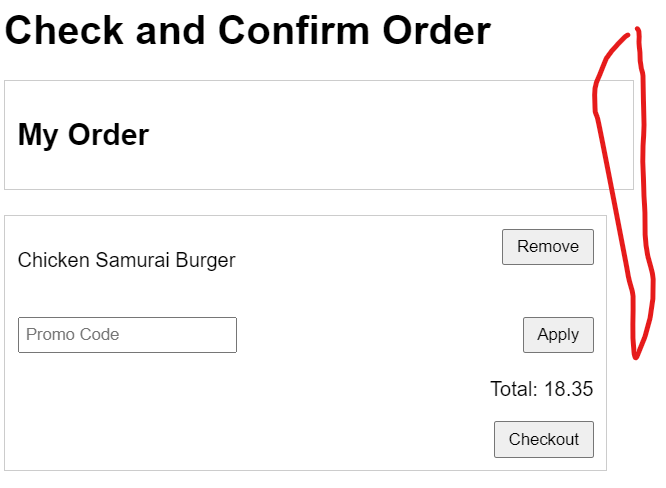 Check and Confirm Order
My Order
Remove
Chicken Samurai Burger
Promo Code
Apply
Total: 18.35
Checkout